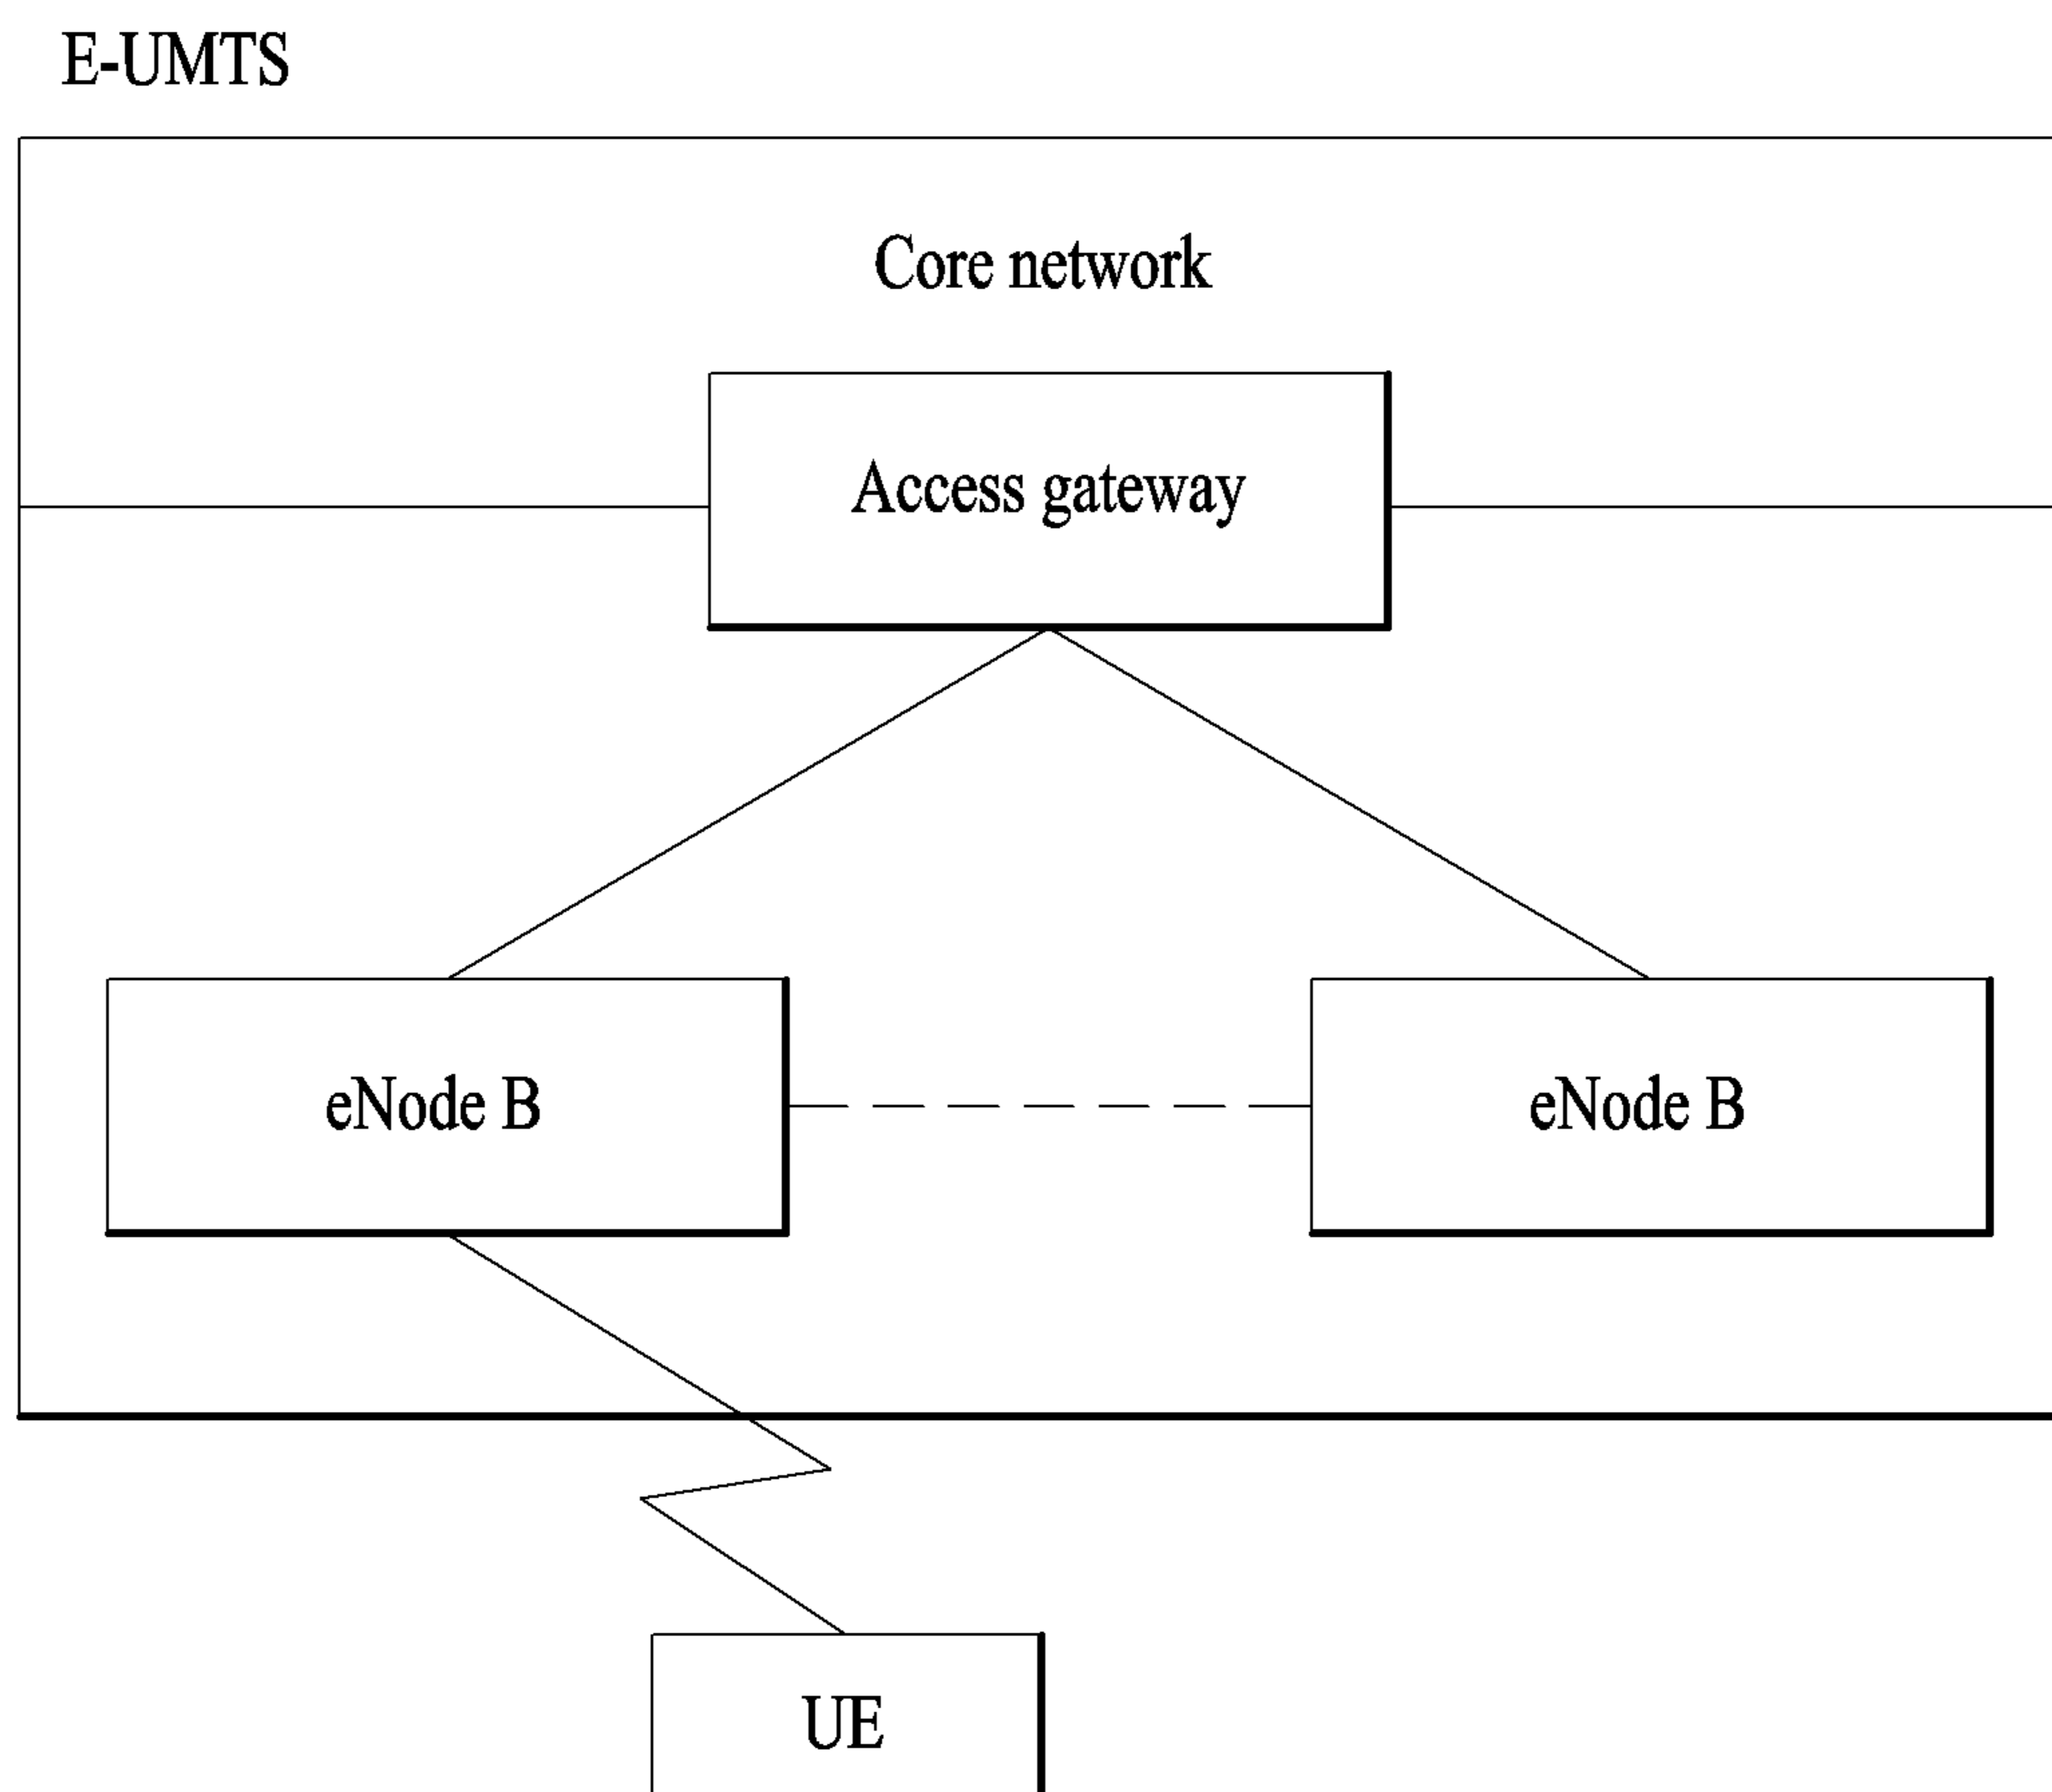 E-UMTS
Core network
Access gateway
eNode B
eNode B
UE